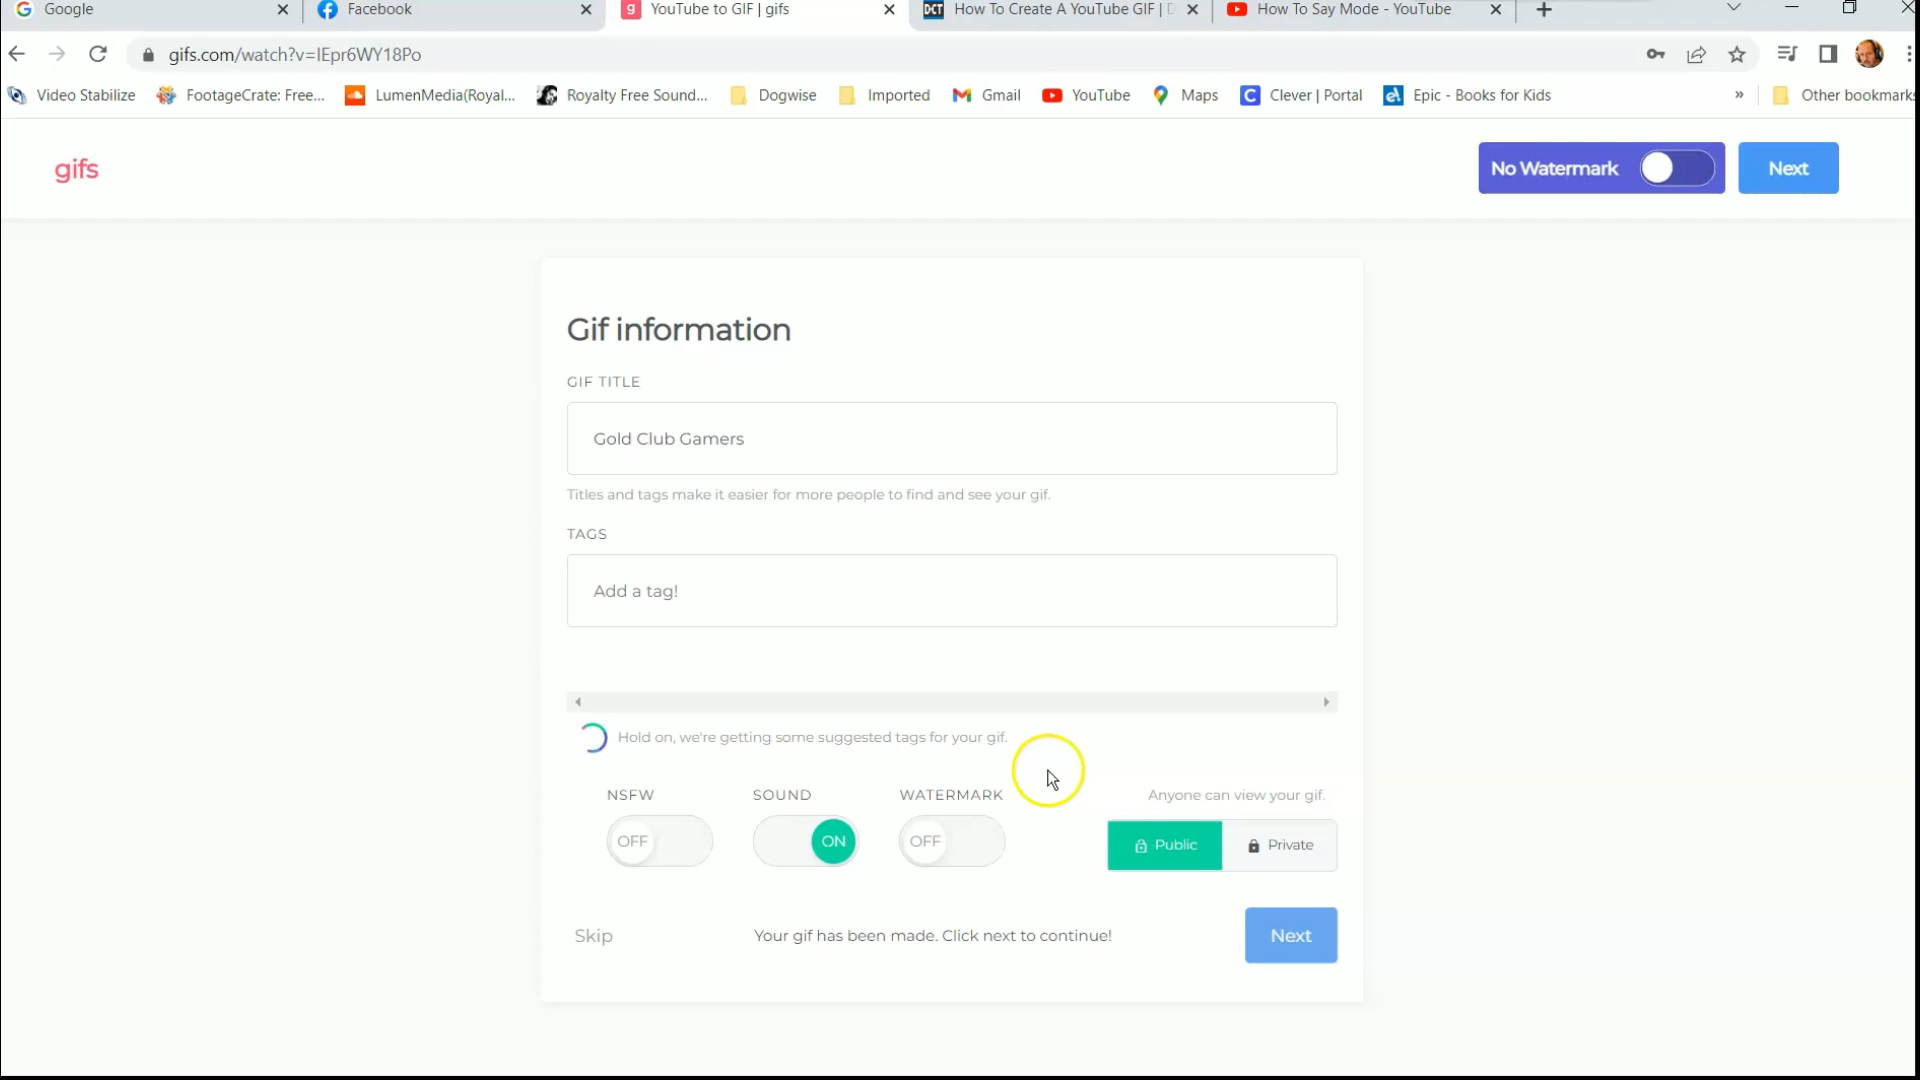 Google
Facebook
YouTube to GIF | gifs
How To Create A YouTube GIF |
How To Say Mode - YouTube
gifs.com/watch?v=IEpr6WY18Po
Video Stabilize
FootageCrate: Free...
LumenMedia(Royal...
Royalty Free Sound...
Dogwise
Imported
Gmail
YouTube
Maps
Clever | Portal
Epic - Books for Kids
»
Other bookmarks
gifs
No Watermark
Next
Gif information
GIF TITLE
Gold Club Gamers
Titles and tags make it easier for more people to find and see your gif.
TAGS
Add a tag!
Hold on, we're getting some suggested tags for your gif.
NSFW
SOUND
WATERMARK
Anyone can view your gif.
OFF
ON
OFF
Public
Private
Skip
Your gif has been made. Click next to continue!
Next